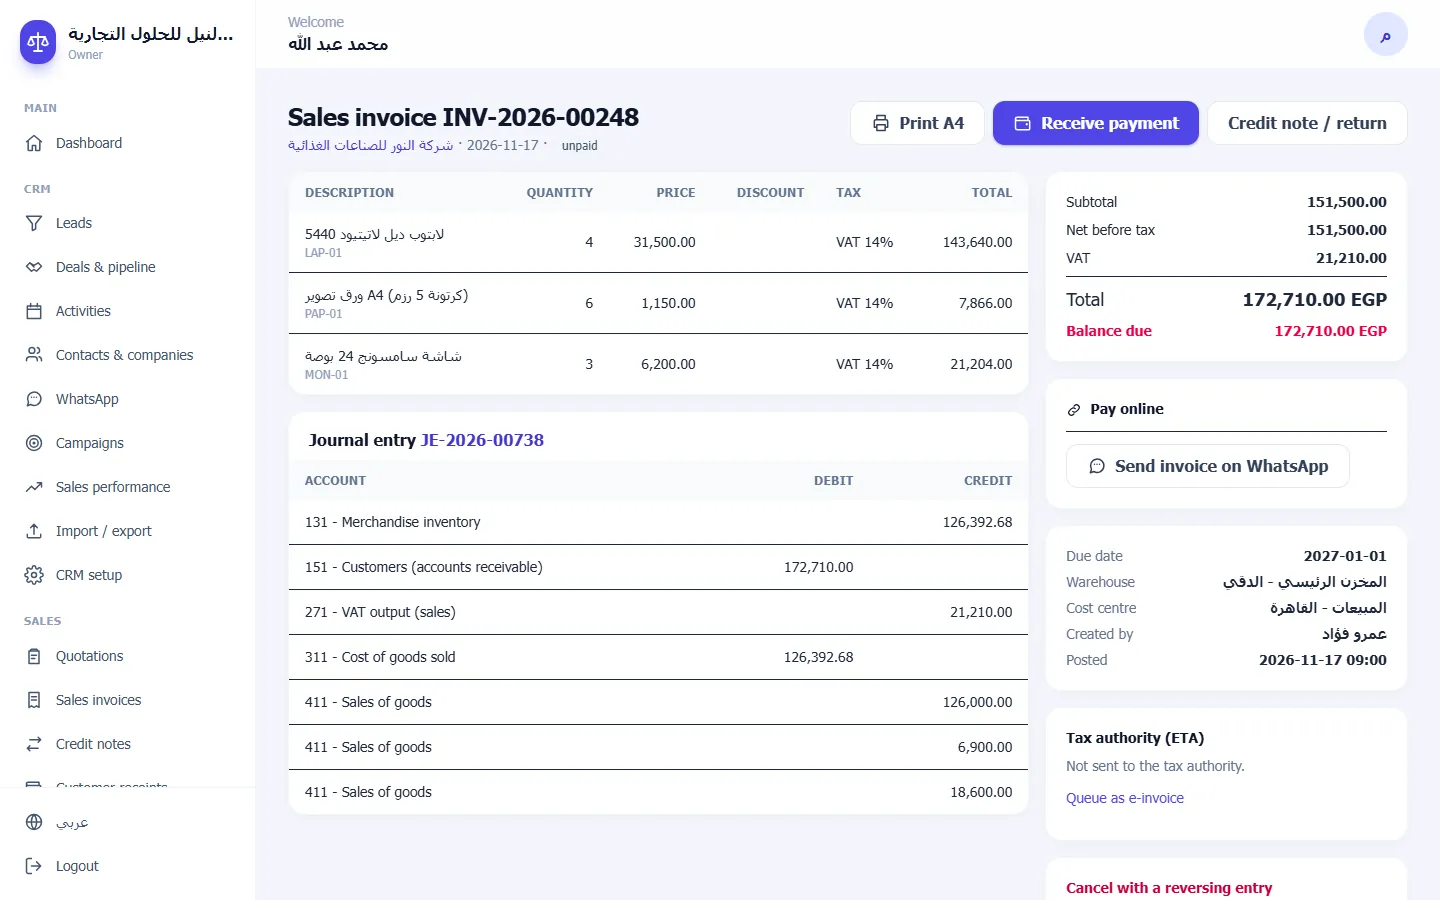 النيل للحلول التجارية...
Owner
MAIN
Dashboard
CRM
Leads
Deals & pipeline
Activities
Contacts & companies
WhatsApp
Campaigns
Sales performance
Import / export
CRM setup
SALES
Quotations
Sales invoices
Credit notes
Customer receipts
عربي
Logout
Welcome
محمد عبد الله
م
Sales invoice INV-2026-00248
شركة النور للصناعات الغذائية · 2026-11-17 · unpaid
Print A4
Receive payment
Credit note / return
DESCRIPTION QUANTITY PRICE DISCOUNT TAX TOTAL
لابتوب ديل لاتيتيود 5440 4 31,500.00 VAT 14% 143,640.00
LAP-01
ورق تصوير A4 (كرتونة 5 رزم) 6 1,150.00 VAT 14% 7,866.00
PAP-01
شاشة سامسونج 24 بوصة 3 6,200.00 VAT 14% 21,204.00
MON-01
Journal entry JE-2026-00738
ACCOUNT DEBIT CREDIT
131 - Merchandise inventory 126,392.68
151 - Customers (accounts receivable) 172,710.00
271 - VAT output (sales) 21,210.00
311 - Cost of goods sold 126,392.68
411 - Sales of goods 126,000.00
411 - Sales of goods 6,900.00
411 - Sales of goods 18,600.00
Subtotal 151,500.00
Net before tax 151,500.00
VAT 21,210.00
Total 172,710.00 EGP
Balance due 172,710.00 EGP
Pay online
Send invoice on WhatsApp
Due date 2027-01-01
Warehouse المخزن الرئيسي - الدقي
Cost centre المبيعات - القاهرة
Created by عمرو فؤاد
Posted 2026-11-17 09:00
Tax authority (ETA)
Not sent to the tax authority.
Queue as e-invoice
Cancel with a reversing entry